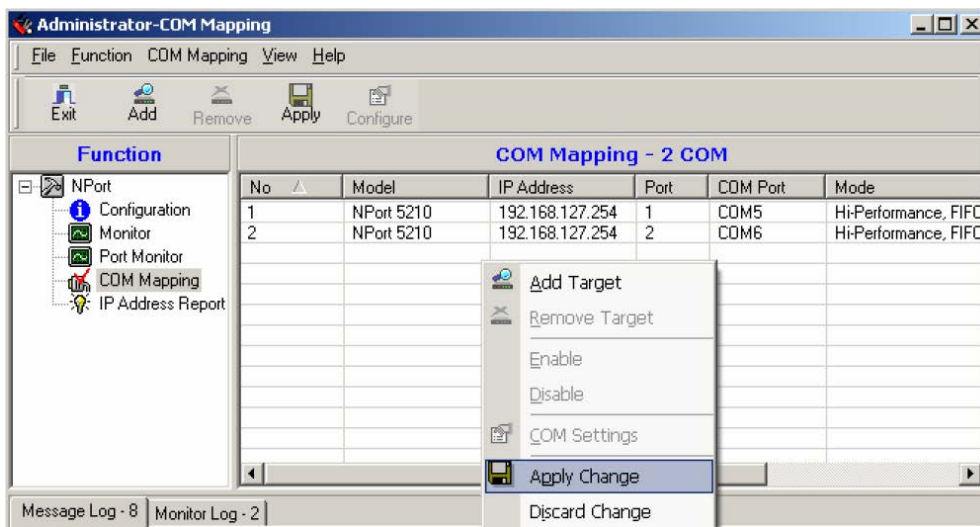 Administrator-COM Mapping
File Function COM Mapping View Help
Exit Add Remove Apply Configure
Function
COM Mapping - 2 COM
NPort
Configuration
Monitor
Port Monitor
COM Mapping
IP Address Report
No Model IP Address Port COM Port Mode
1 NPort 5210 192.168.127.254 1 COM5 Hi-Performance, FIFO
2 NPort 5210 192.168.127.254 2 COM6 Hi-Performance, FIFO
Add Target
Remove Target
Enable
Disable
COM Settings
Apply Change
Discard Change
Message Log - 8 Monitor Log - 2